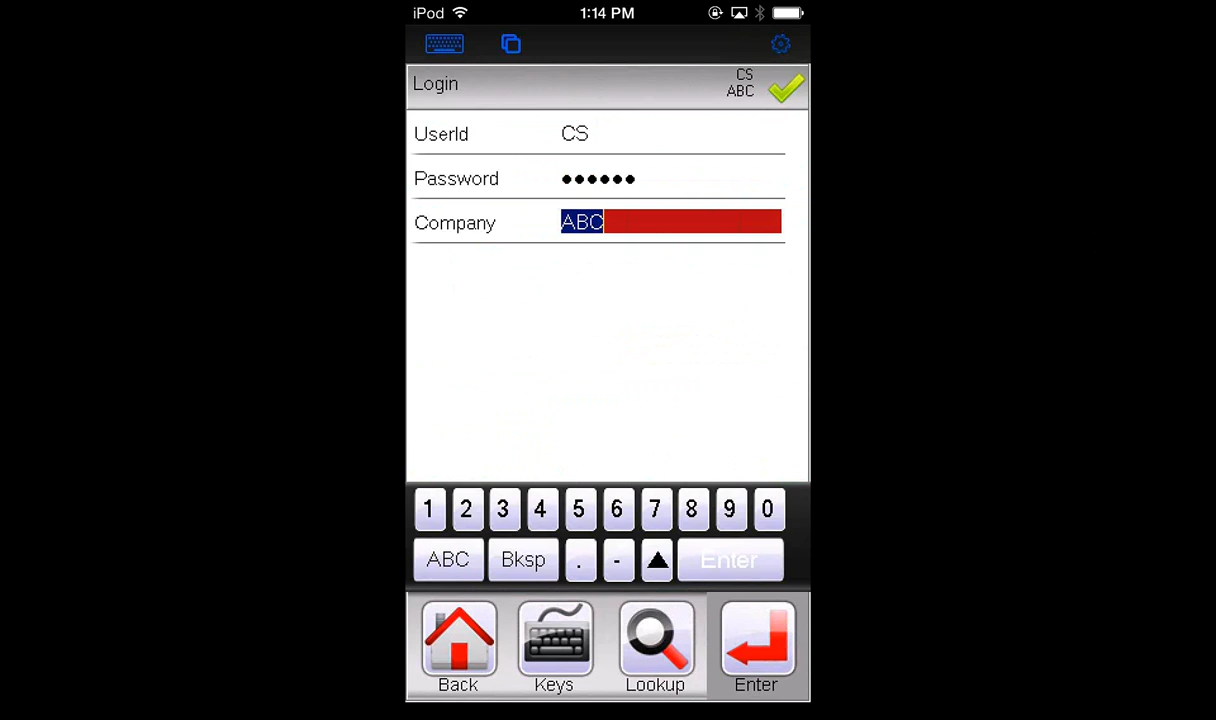 iPod 1:14 PM
Login CS
ABC
UserId CS
Password ●●●●●●
Company ABC
1 2 3 4 5 6 7 8 9 0
ABC Bksp . - ▲ Enter
Back Keys Lookup Enter